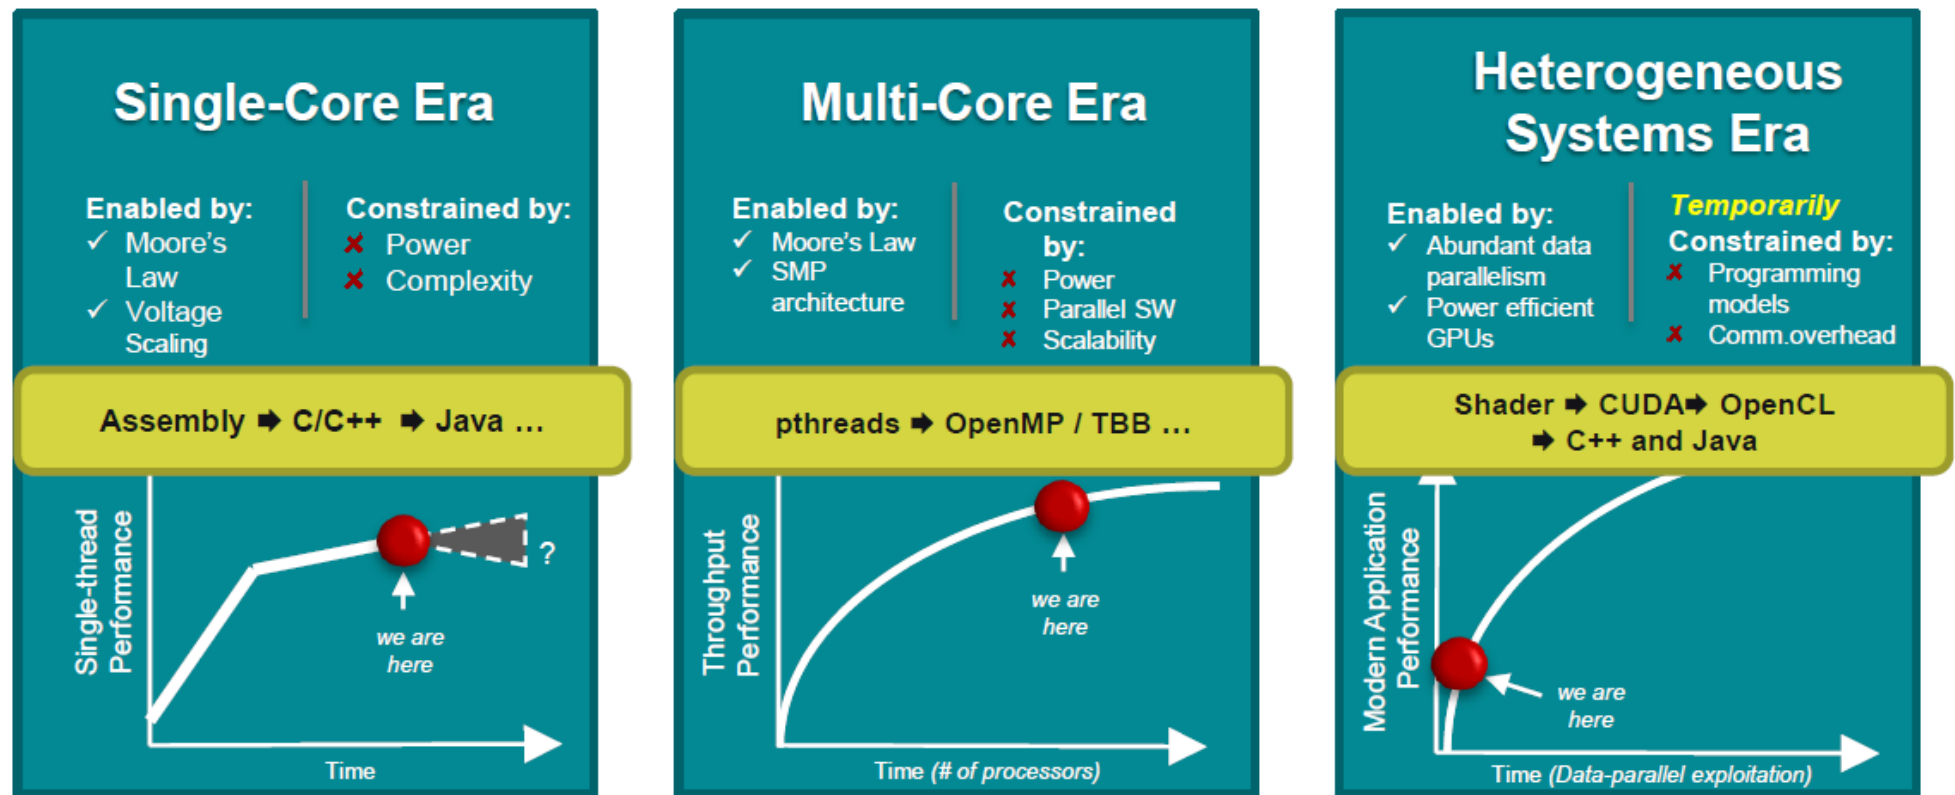 Single-Core Era
Enabled by:
✓ Moore's
Law
✓ Voltage
Scaling
Constrained by:
✘ Power
✘ Complexity
Assembly ➡ C/C++ ➡ Java ...
Single-thread
Performance
?
we are
here
Time
Multi-Core Era
Enabled by:
✓ Moore's Law
✓ SMP
architecture
Constrained
by:
✘ Power
✘ Parallel SW
✘ Scalability
pthreads ➡ OpenMP / TBB ...
Throughput
Performance
we are
here
Time (# of processors)
Heterogeneous
Systems Era
Enabled by:
✓ Abundant data
parallelism
✓ Power efficient
GPUs
Temporarily
Constrained by:
✘ Programming
models
✘ Comm.overhead
Shader ➡ CUDA➡ OpenCL
➡ C++ and Java
Modern Application
Performance
we are
here
Time (Data-parallel exploitation)